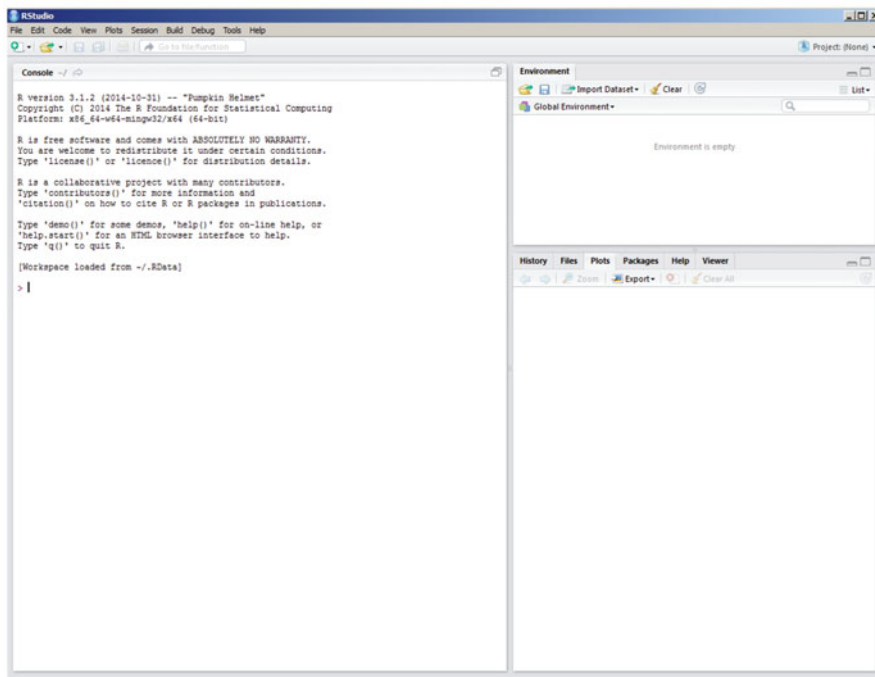 RStudio
File Edit Code View Plots Session Build Debug Tools Help
Go to file/function
Project: (None)
Console ~/
R version 3.1.2 (2014-10-31) -- "Pumpkin Helmet"
Copyright (C) 2014 The R Foundation for Statistical Computing
Platform: x86_64-w64-mingw32/x64 (64-bit)
R is free software and comes with ABSOLUTELY NO WARRANTY.
You are welcome to redistribute it under certain conditions.
Type 'license()' or 'licence()' for distribution details.
R is a collaborative project with many contributors.
Type 'contributors()' for more information and
'citation()' on how to cite R or R packages in publications.
Type 'demo()' for some demos, 'help()' for on-line help, or
'help.start()' for an HTML browser interface to help.
Type 'q()' to quit R.
[Workspace loaded from ~/.RData]
>
Environment
Import Dataset Clear List
Global Environment
Environment is empty
History Files Plots Packages Help Viewer
Zoom Export Clear All